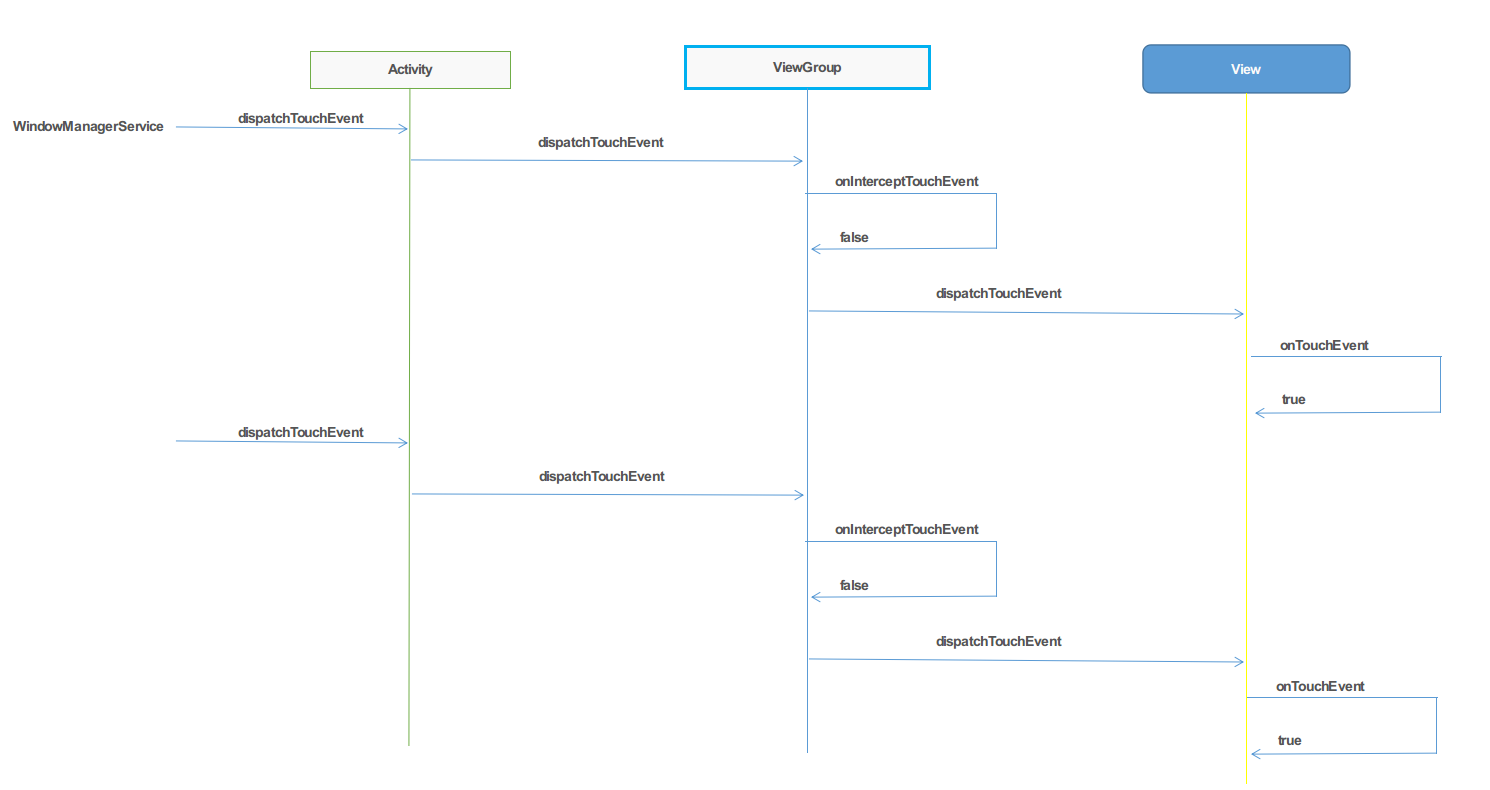 Activity
ViewGroup
View
WindowManagerService
dispatchTouchEvent
dispatchTouchEvent
onInterceptTouchEvent
false
dispatchTouchEvent
onTouchEvent
true
dispatchTouchEvent
dispatchTouchEvent
onInterceptTouchEvent
false
dispatchTouchEvent
onTouchEvent
true